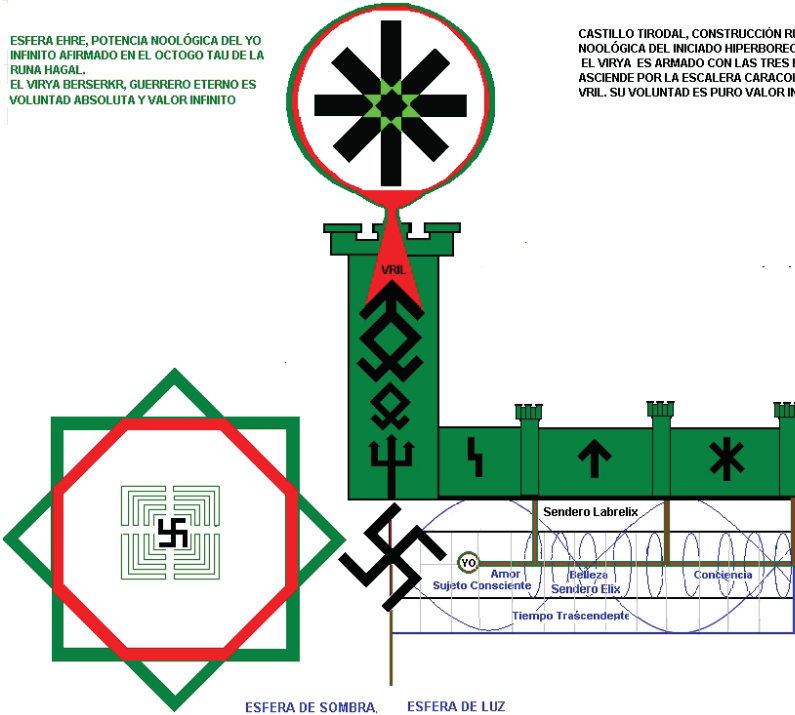 ESFERA EHRE, POTENCIA NOOLÓGICA DEL YO
INFINITO AFIRMADO EN EL OCTOGO TAU DE LA
RUNA HAGAL.
EL VIRYA BERSERKR, GUERRERO ETERNO ES
VOLUNTAD ABSOLUTA Y VALOR INFINITO
CASTILLO TIRODAL, CONSTRUCCIÓN
NOOLÓGICA DEL INICIADO HIPERBOREO
EL VIRYA ES ARMADO CON LAS TRES
ASCIENDE POR LA ESCALERA CARACOL
VRIL. SU VOLUNTAD ES PURO VALOR
VRIL
Sendero Labrelix
YO
Amor
Belleza
Conciencia
Sujeto Consciente
Sendero Elix
Tiempo Trascendente
ESFERA DE SOMBRA,
ESFERA DE LUZ